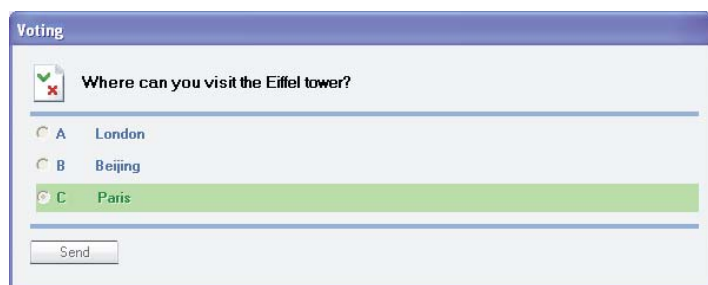 Voting
Where can you visit the Eiffel tower?
A London
B Beijing
C Paris
Send